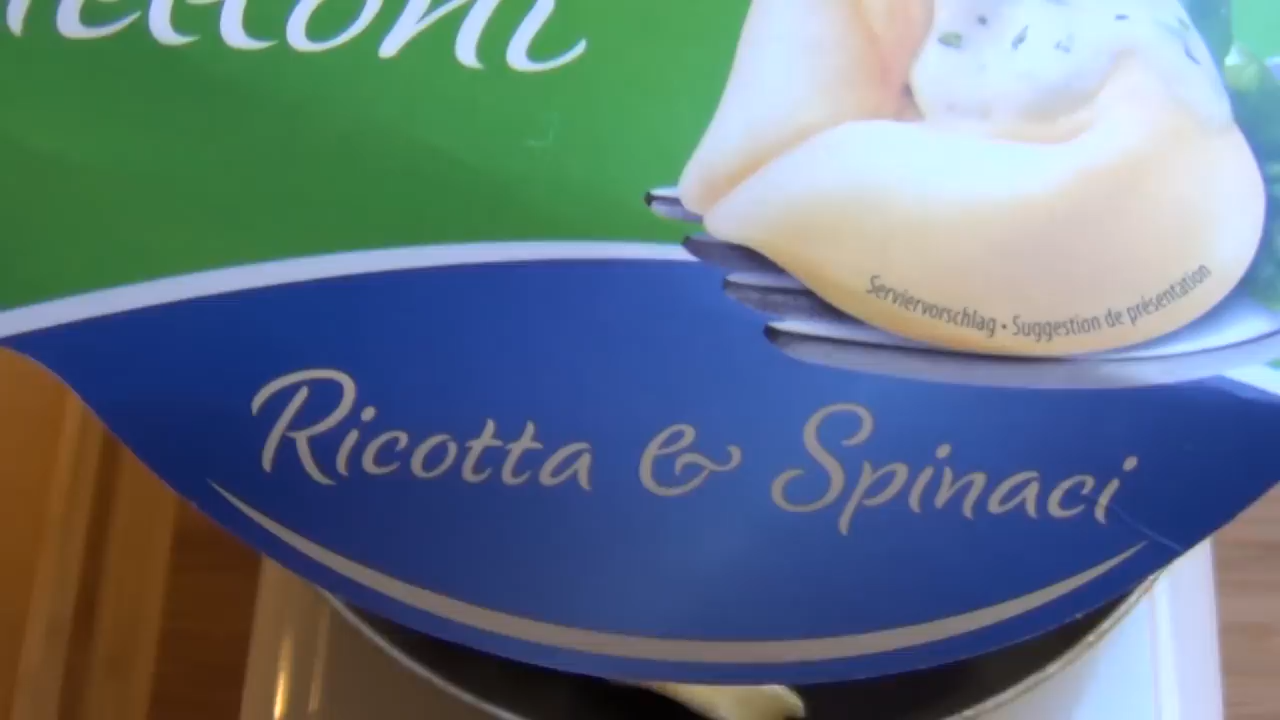 Serviervorschlag • Suggestion de présentation
Ricotta & Spinaci